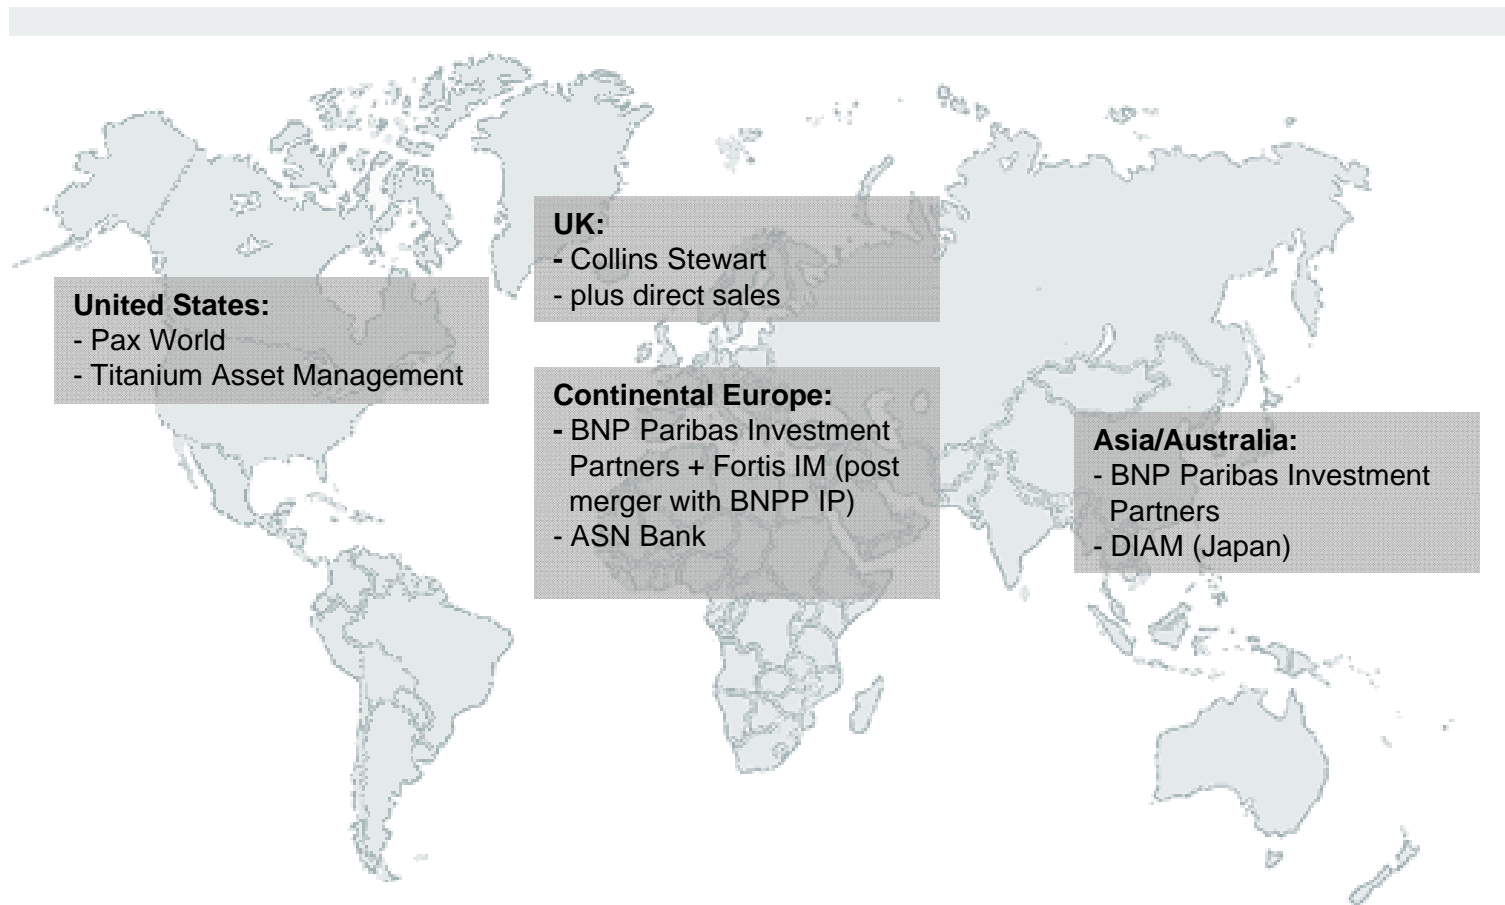 UK:
- Collins Stewart
- plus direct sales
United States:
- Pax World
- Titanium Asset Management
Continental Europe:
- BNP Paribas Investment
Partners + Fortis IM (post
merger with BNPP IP)
- ASN Bank
Asia/Australia:
- BNP Paribas Investment
Partners
- DIAM (Japan)